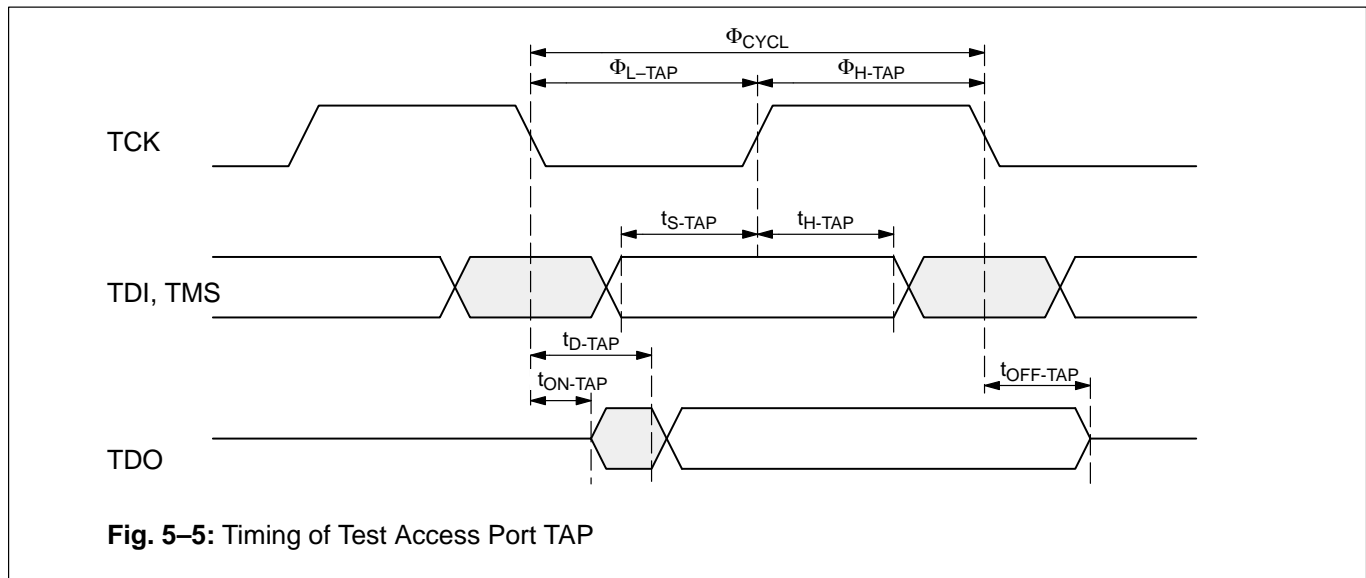 ΦCYCL
ΦL–TAP ΦH-TAP
TCK
tS-TAP tH-TAP
TDI, TMS
tD-TAP
tON-TAP tOFF-TAP
TDO
Fig. 5–5: Timing of Test Access Port TAP